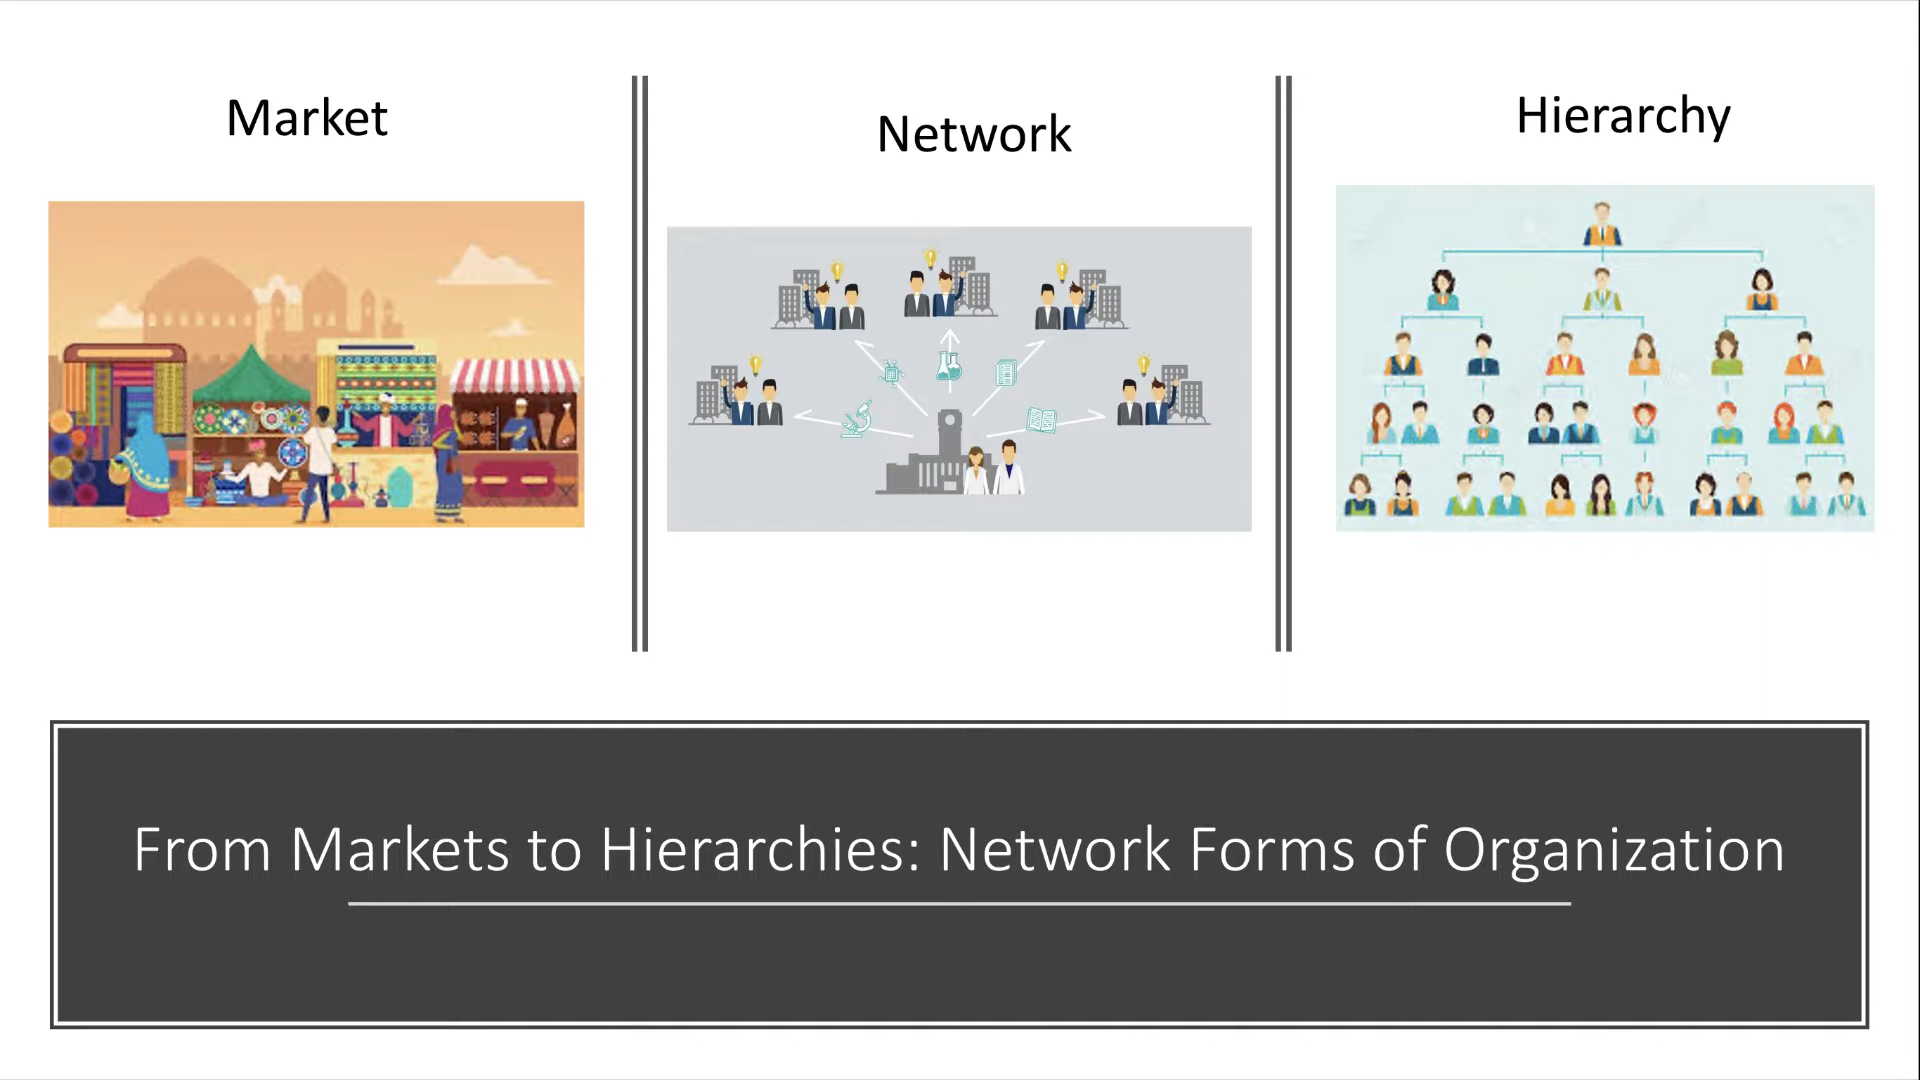 Market
Network
Hierarchy
From Markets to Hierarchies: Network Forms of Organization